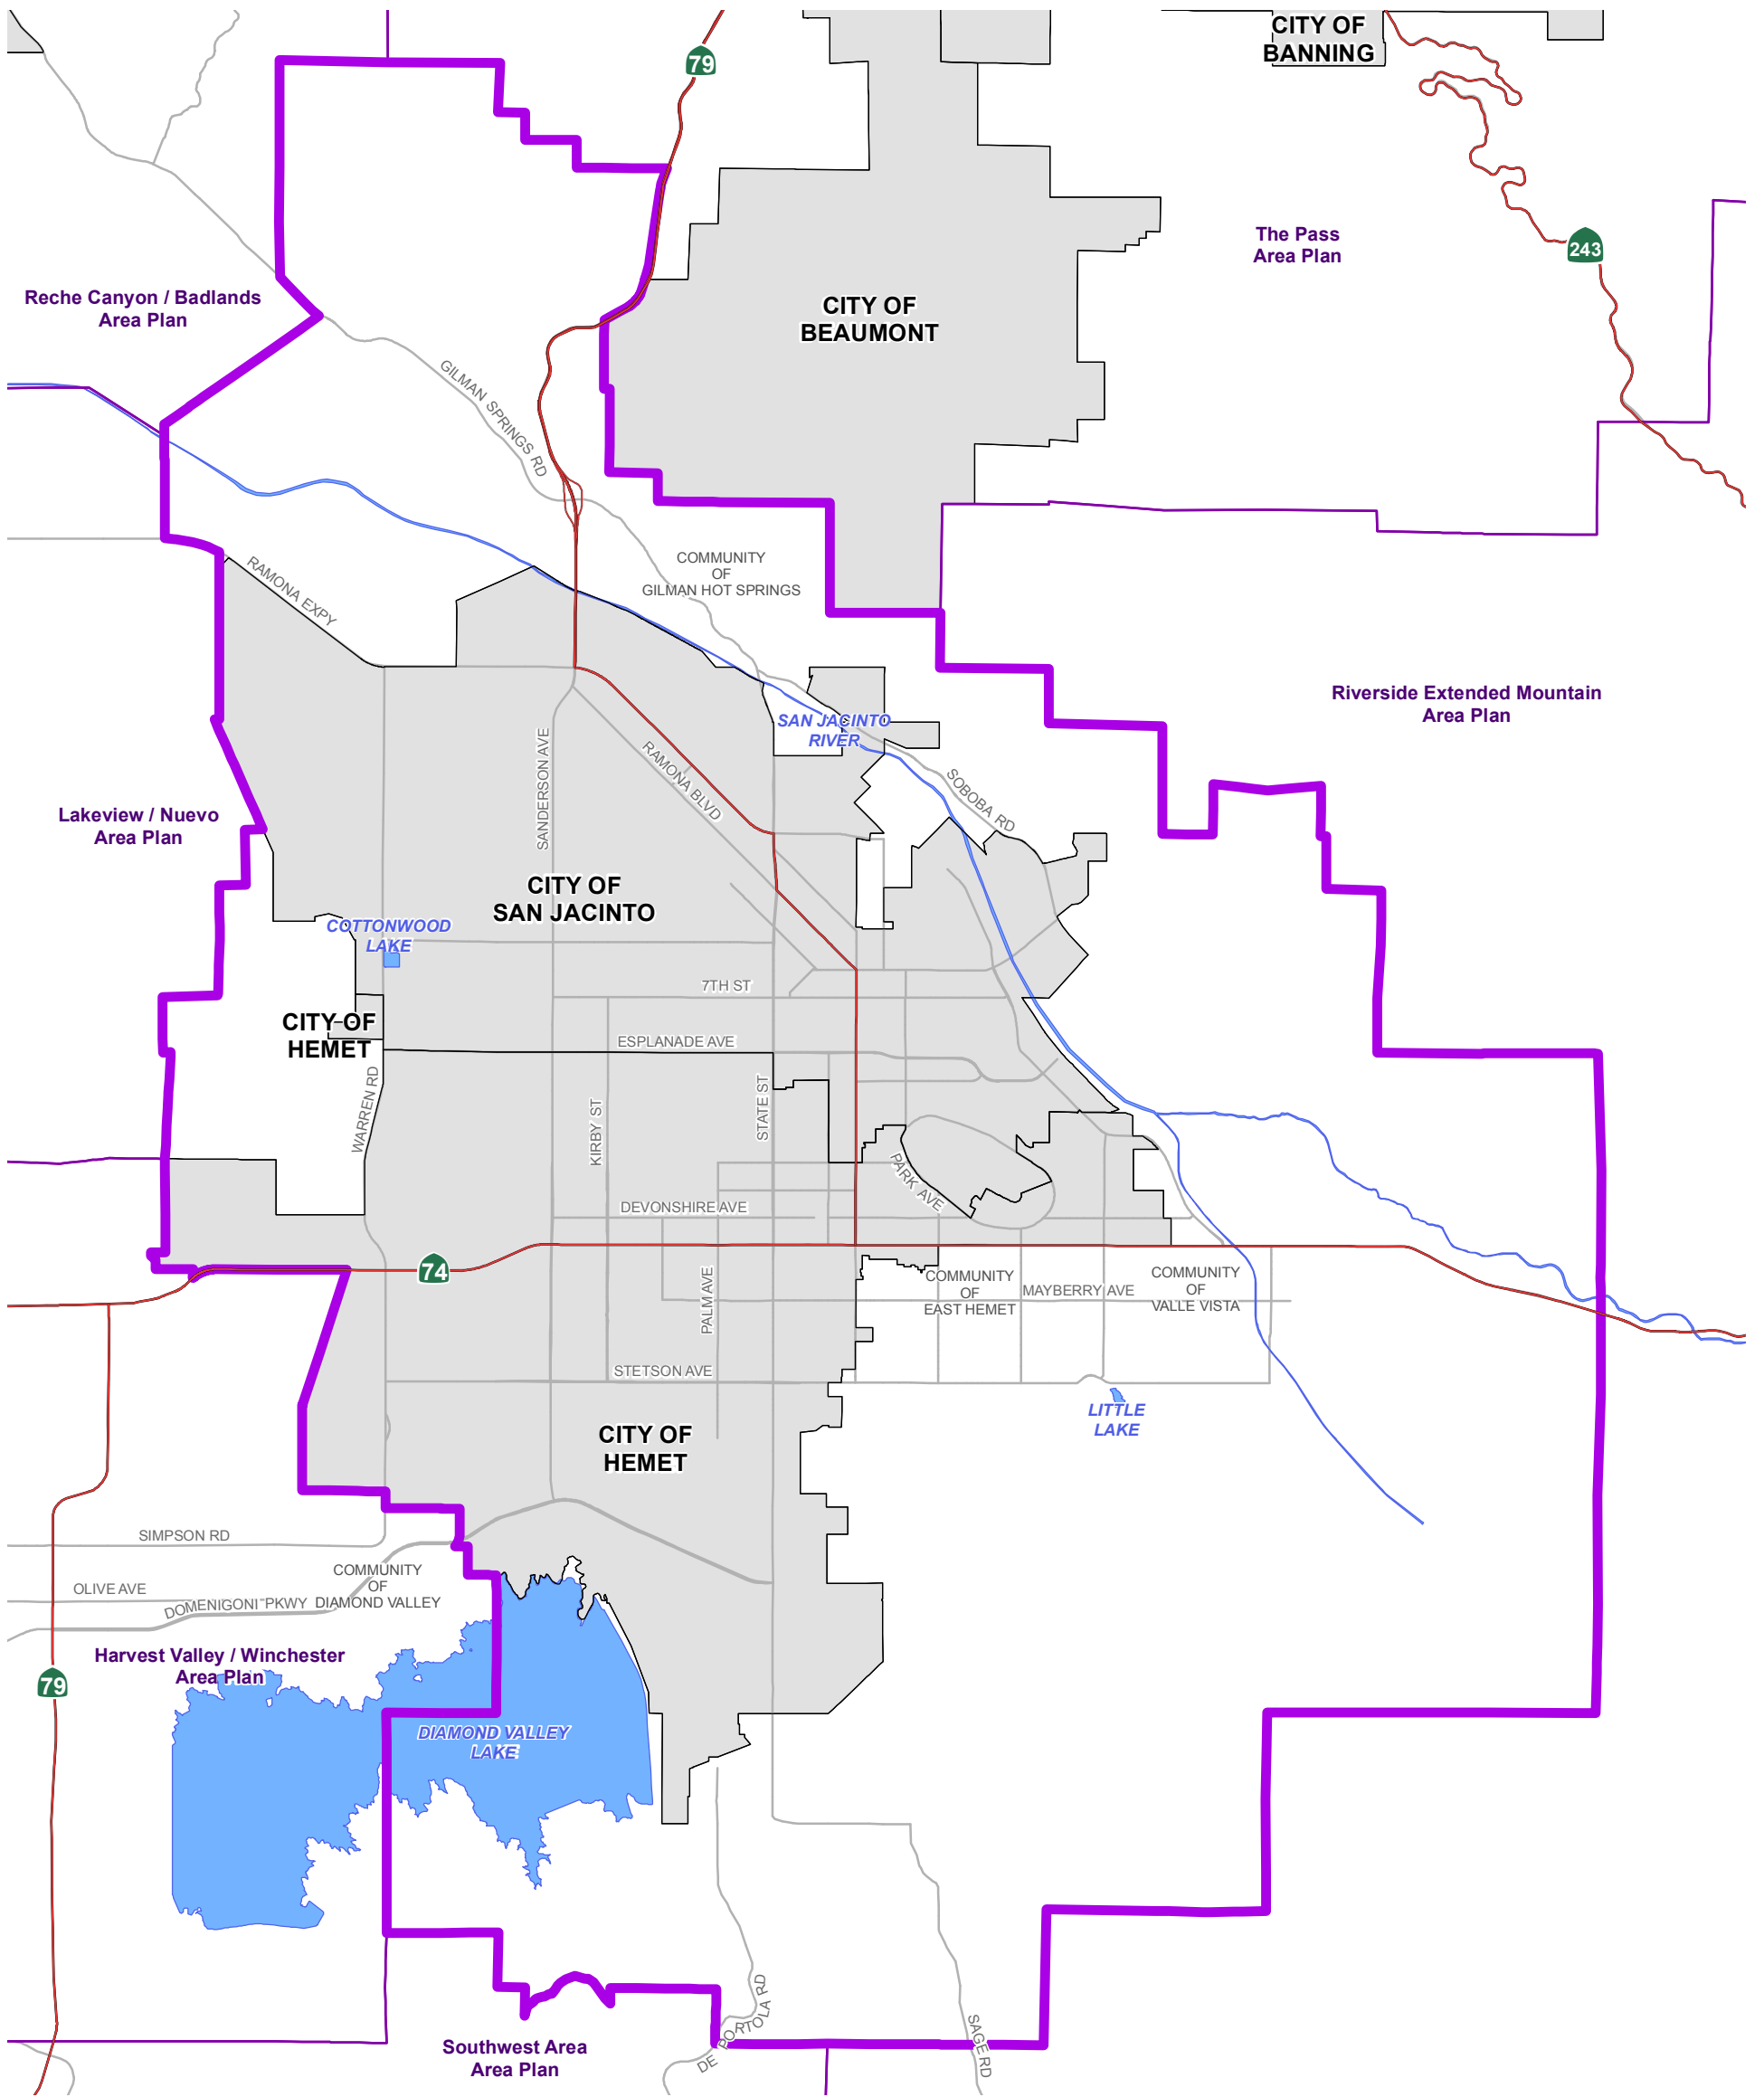 CITY OF
BANNING
79
The Pass
Area Plan
243
Reche Canyon / Badlands
Area Plan
CITY OF
BEAUMONT
GILMAN SPRINGS RD
COMMUNITY
OF
GILMAN HOT SPRINGS
RAMONA EXPY
Riverside Extended Mountain
Area Plan
SAN JACINTO
RIVER
SANDERSON AVE
RAMONA BLVD
SOBOBA RD
Lakeview / Nuevo
Area Plan
CITY OF
SAN JACINTO
COTTONWOOD
LAKE
7TH ST
CITY OF
HEMET
ESPLANADE AVE
WARREN RD
KIRBY ST
STATE ST
PARK AVE
DEVONSHIRE AVE
74
COMMUNITY
OF
EAST HEMET
MAYBERRY AVE
COMMUNITY
OF
VALLE VISTA
PALM AVE
STETSON AVE
LITTLE
LAKE
CITY OF
HEMET
SIMPSON RD
COMMUNITY
OF
DIAMOND VALLEY
OLIVE AVE
DOMENIGONI PKWY
Harvest Valley / Winchester
Area Plan
79
DIAMOND VALLEY
LAKE
DE PORTOLA RD
SAGE RD
Southwest Area
Area Plan